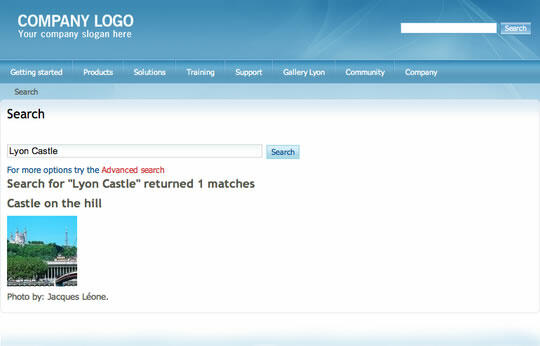 COMPANY LOGO
Your company slogan here
Search
Getting started Products Solutions Training Support Gallery Lyon Community Company
Search
Search
Lyon Castle Search
For more options try the Advanced search
Search for "Lyon Castle" returned 1 matches
Castle on the hill
Photo by: Jacques Léone.